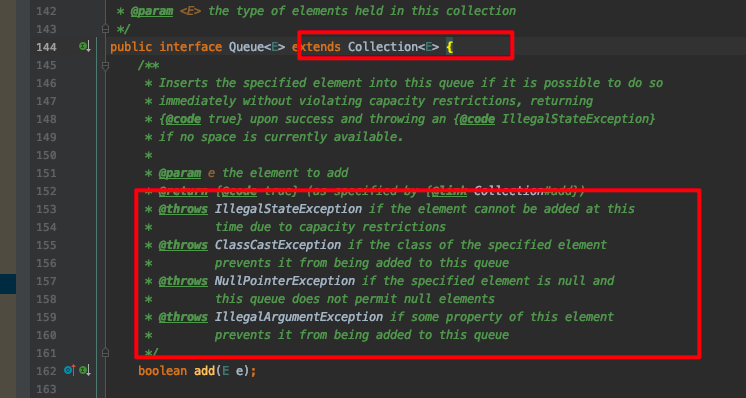 142 * @param <E> the type of elements held in this collection
143 */
144 public interface Queue<E> extends Collection<E> {
145 /**
146 * Inserts the specified element into this queue if it is possible to do so
147 * immediately without violating capacity restrictions, returning
148 * {@code true} upon success and throwing an {@code IllegalStateException}
149 * if no space is currently available.
150 *
151 * @param e the element to add
152 * @return {@code true} (as specified by {@link Collection#add})
153 * @throws IllegalStateException if the element cannot be added at this
154 * time due to capacity restrictions
155 * @throws ClassCastException if the class of the specified element
156 * prevents it from being added to this queue
157 * @throws NullPointerException if the specified element is null and
158 * this queue does not permit null elements
159 * @throws IllegalArgumentException if some property of this element
160 * prevents it from being added to this queue
161 */
162 boolean add(E e);
163